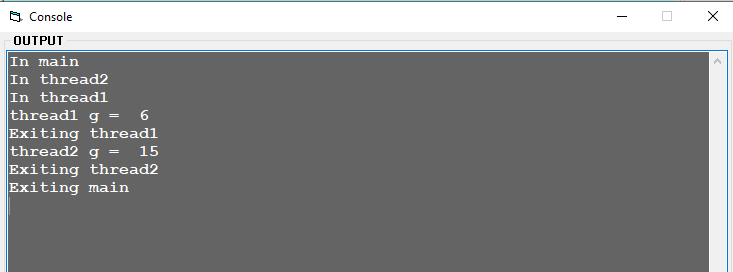 Console
OUTPUT
In main
In thread2
In thread1
thread1 g =  6
Exiting thread1
thread2 g =  15
Exiting thread2
Exiting main